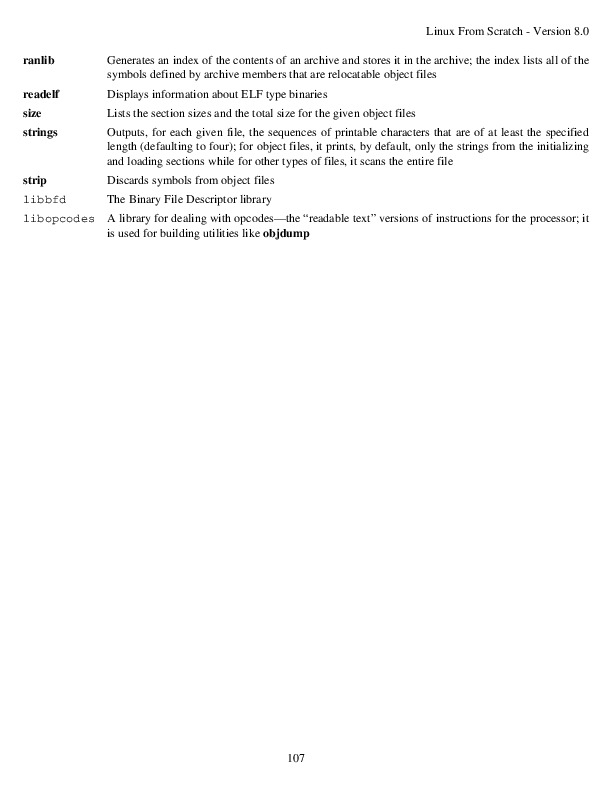 Linux From Scratch - Version 8.0
ranlib Generates an index of the contents of an archive and stores it in the archive; the index lists all of the
symbols defined by archive members that are relocatable object files
readelf Displays information about ELF type binaries
size Lists the section sizes and the total size for the given object files
strings Outputs, for each given file, the sequences of printable characters that are of at least the specified
length (defaulting to four); for object files, it prints, by default, only the strings from the initializing
and loading sections while for other types of files, it scans the entire file
strip Discards symbols from object files
libbfd The Binary File Descriptor library
libopcodes A library for dealing with opcodes—the “readable text” versions of instructions for the processor; it
is used for building utilities like objdump
107